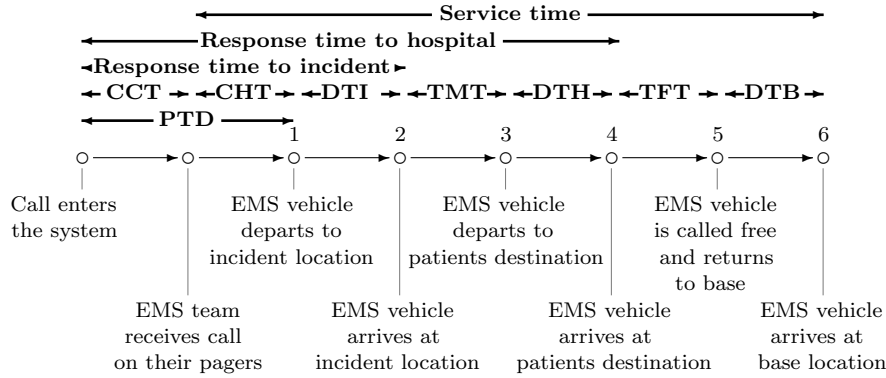 Service time
Response time to hospital
Response time to incident
CCT CHT DTI TMT DTH TFT DTB
PTD
1 2 3 4 5 6
Call enters
the system
EMS vehicle
departs to
incident location
EMS vehicle
departs to
patients destination
EMS vehicle
is called free
and returns
to base
EMS team
receives call
on their pagers
EMS vehicle
arrives at
incident location
EMS vehicle
arrives at
patients destination
EMS vehicle
arrives at
base location